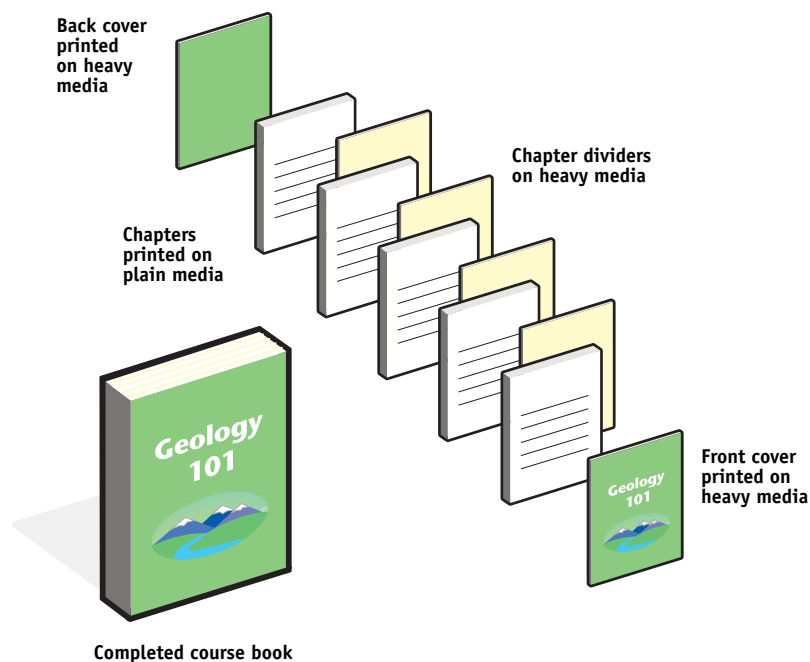 Back cover
printed
on heavy
media
Chapter dividers
on heavy media
Chapters
printed on
plain media
Geology
101
Front cover
printed on
heavy media
Geology
101
Completed course book